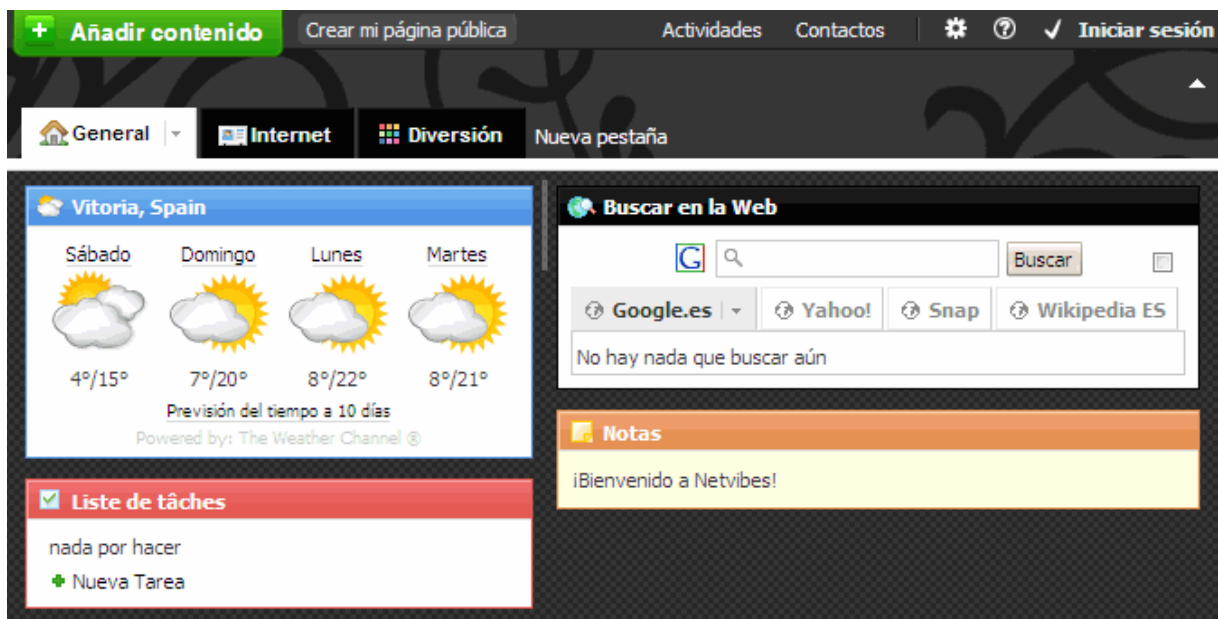 Añadir contenido
Crear mi página pública
Actividades Contactos Iniciar sesión
General Internet Diversión Nueva pestaña
Vitoria, Spain
Sábado Domingo Lunes Martes
4°/15° 7°/20° 8°/22° 8°/21°
Previsión del tiempo a 10 días
Powered by: The Weather Channel ®
Liste de tâches
nada por hacer
Nueva Tarea
Buscar en la Web
G Buscar
Google.es Yahoo! Snap Wikipedia ES
No hay nada que buscar aún
Notas
¡Bienvenido a Netvibes!